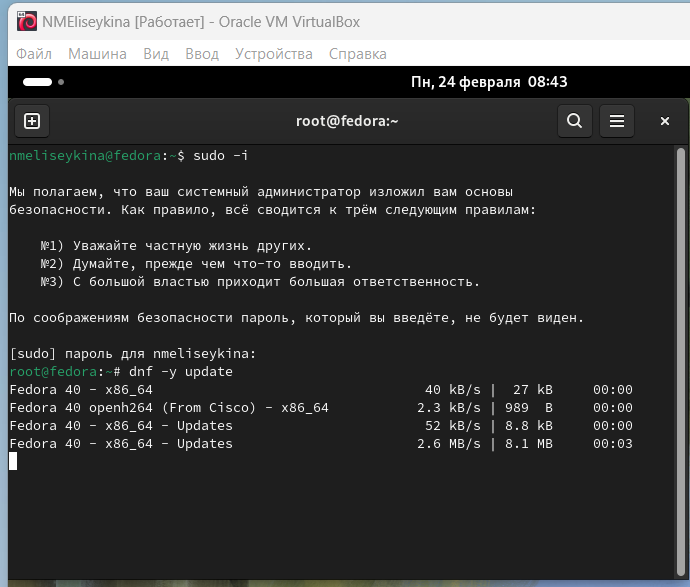 NMEliseykina [Работает] - Oracle VM VirtualBox
Файл Машина Вид Ввод Устройства Справка
Пн, 24 февраля 08:43
root@fedora:~
nmeliseykina@fedora:~$ sudo -i
Мы полагаем, что ваш системный администратор изложил вам основы
безопасности. Как правило, всё сводится к трём следующим правилам:
№1) Уважайте частную жизнь других.
№2) Думайте, прежде чем что-то вводить.
№3) С большой властью приходит большая ответственность.
По соображениям безопасности пароль, который вы введёте, не будет виден.
[sudo] пароль для nmeliseykina:
root@fedora:~# dnf -y update
Fedora 40 - x86_64 40 kB/s | 27 kB 00:00
Fedora 40 openh264 (From Cisco) - x86_64 2.3 kB/s | 989 B 00:00
Fedora 40 - x86_64 - Updates 52 kB/s | 8.8 kB 00:00
Fedora 40 - x86_64 - Updates 2.6 MB/s | 8.1 MB 00:03